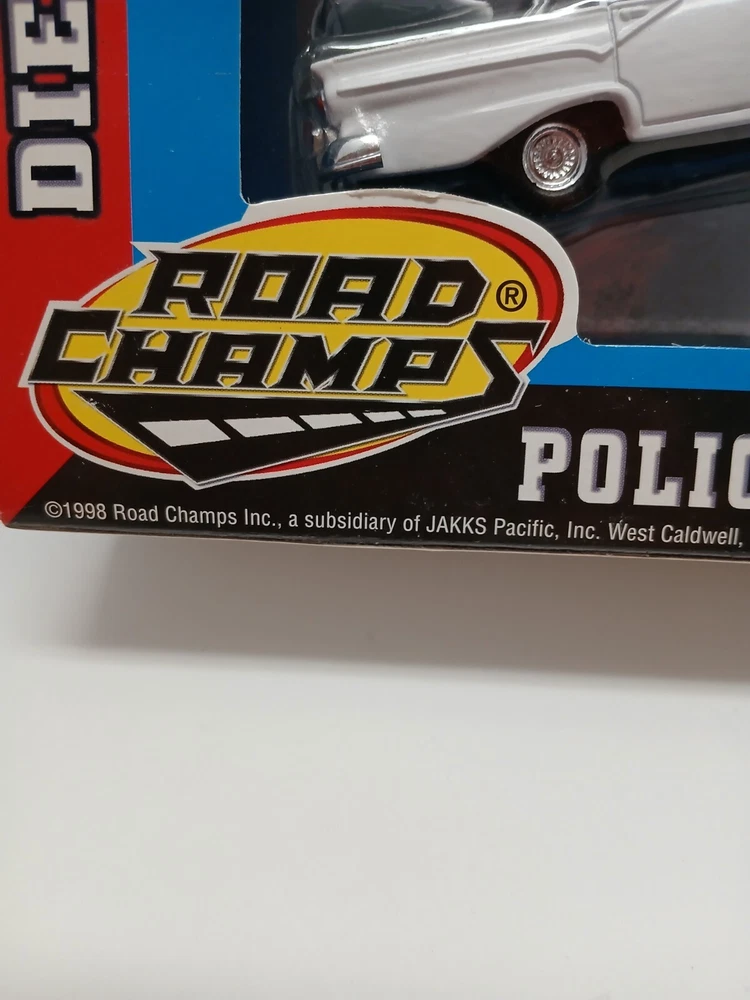 DIE
ROAD
CHAMPS®
POLIC
©1998 Road Champs Inc., a subsidiary of JAKKS Pacific, Inc. West Caldwell,